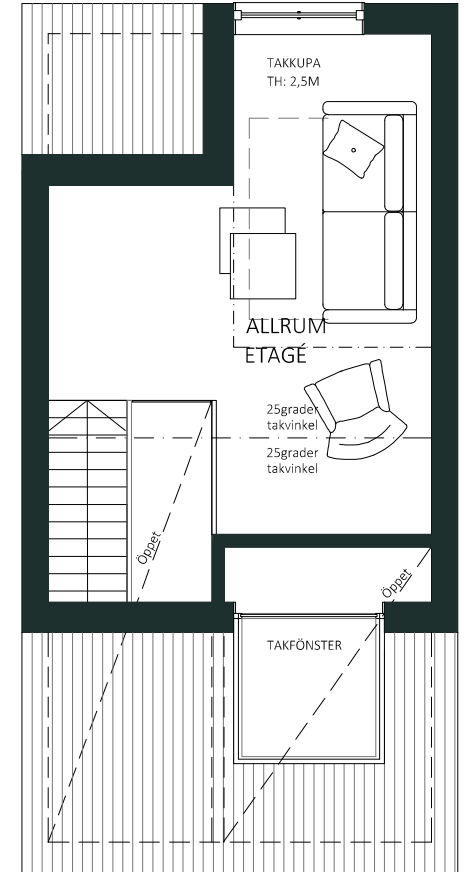 TAKKUPA
TH: 2,5M
ALLRUM
ETAGÉ
25grader
takvinkel
25grader
takvinkel
Öppet
Öppet
TAKFÖNSTER